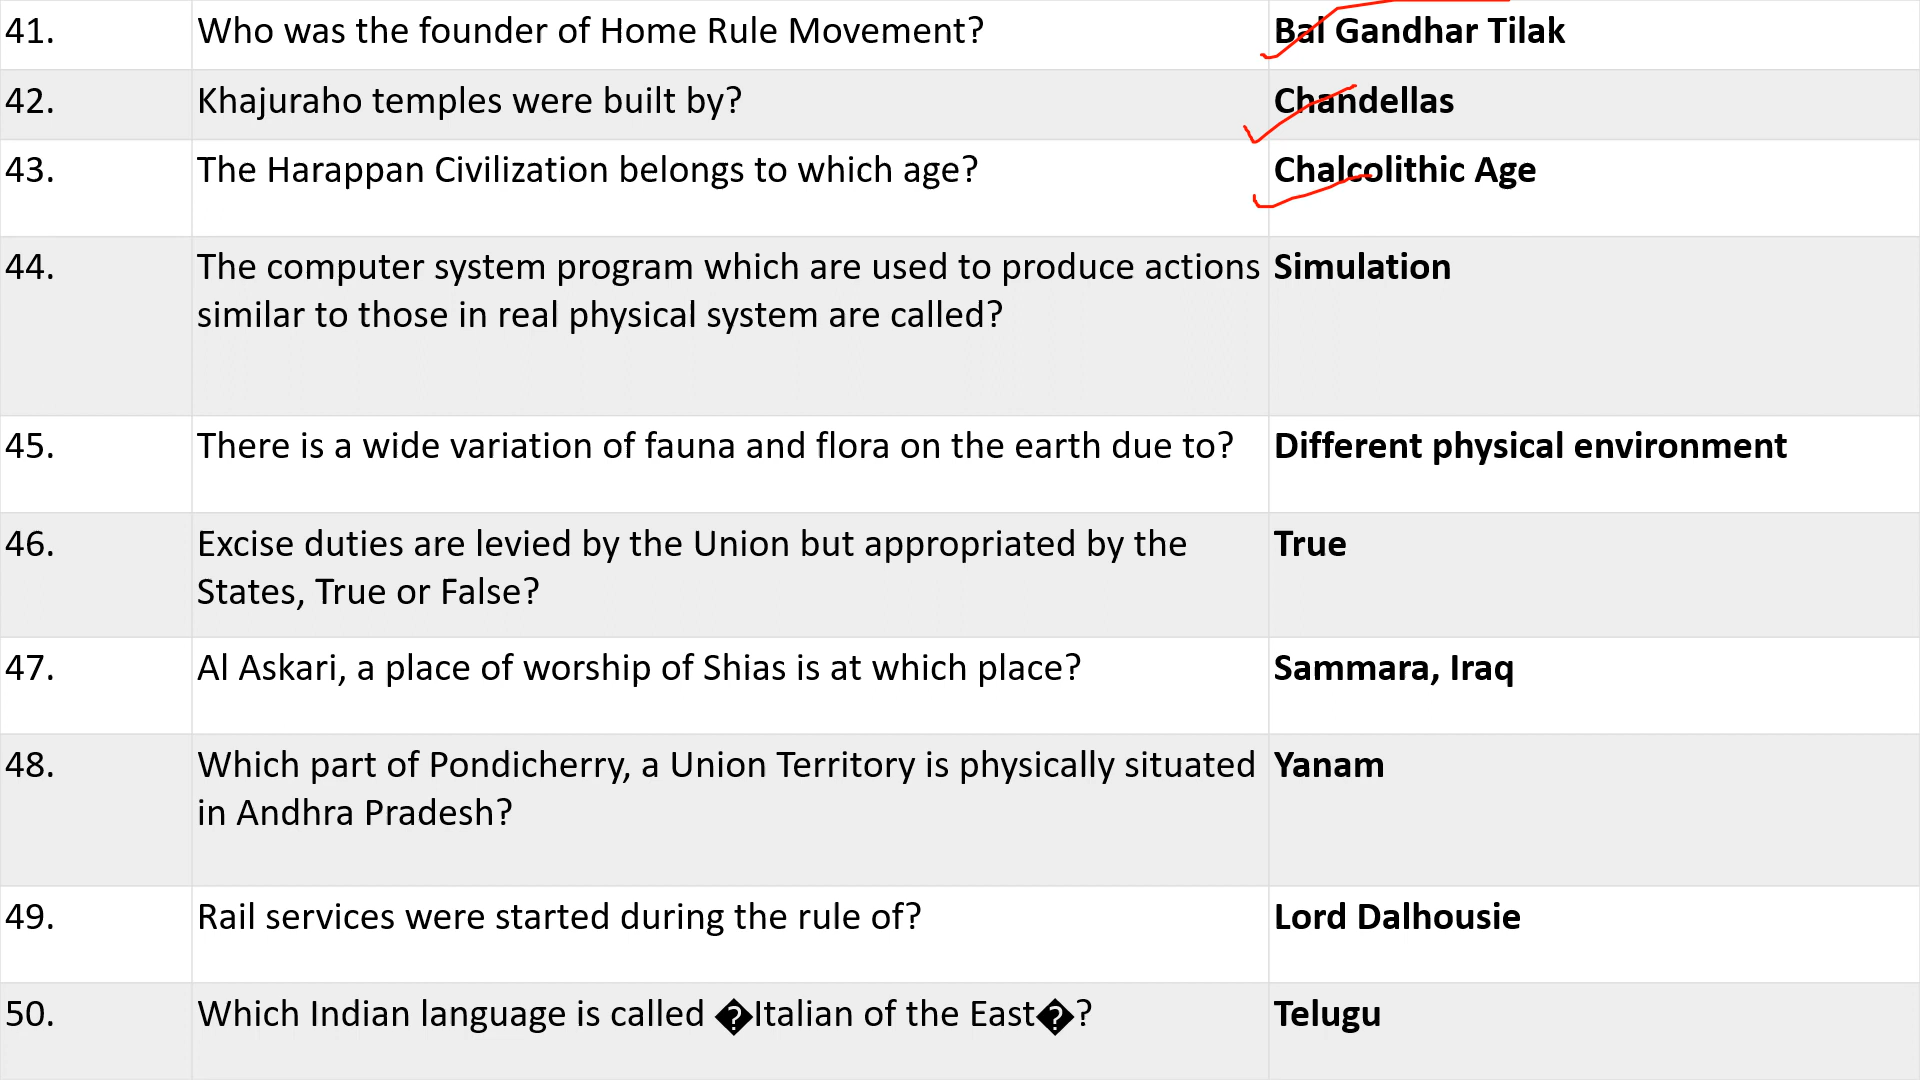 41. Who was the founder of Home Rule Movement? Bal Gandhar Tilak
42. Khajuraho temples were built by? Chandellas
43. The Harappan Civilization belongs to which age? Chalcolithic Age
44. The computer system program which are used to produce actions Simulation
similar to those in real physical system are called?
45. There is a wide variation of fauna and flora on the earth due to? Different physical environment
46. Excise duties are levied by the Union but appropriated by the True
States, True or False?
47. Al Askari, a place of worship of Shias is at which place? Sammara, Iraq
48. Which part of Pondicherry, a Union Territory is physically situated Yanam
in Andhra Pradesh?
49. Rail services were started during the rule of? Lord Dalhousie
50. Which Indian language is called �Italian of the East�? Telugu